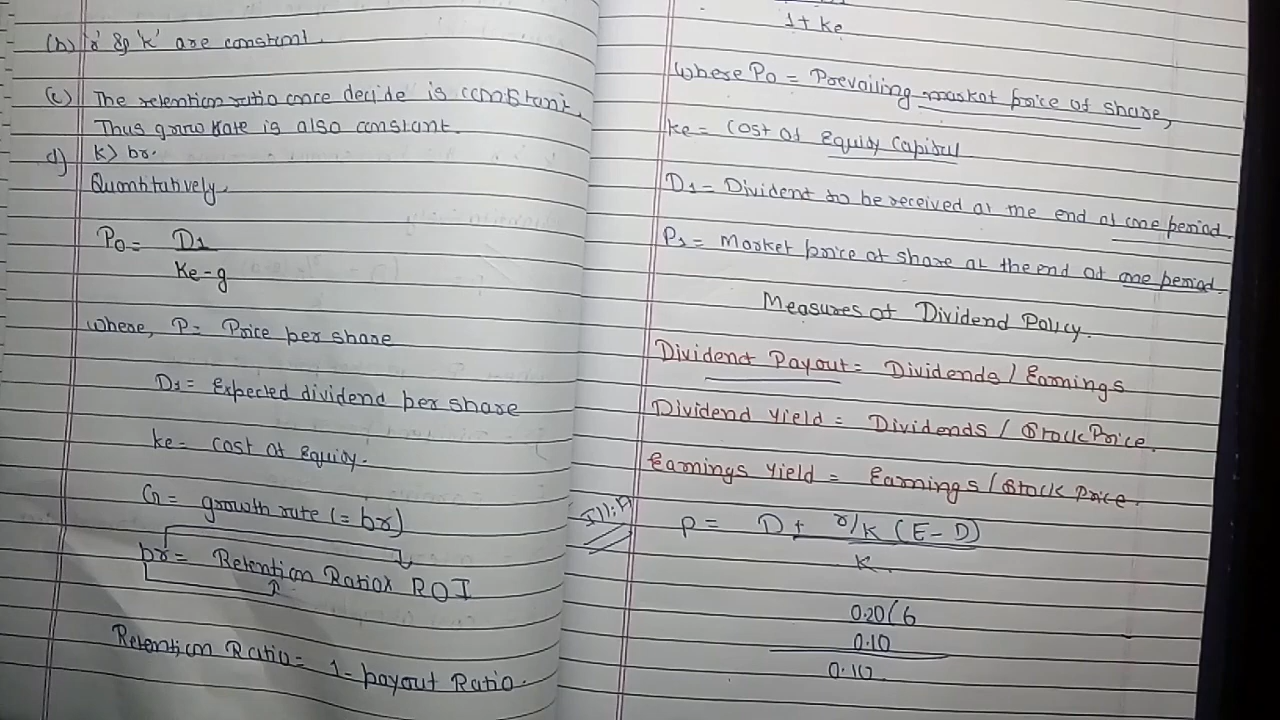 (b) 'r' & 'k' are constant.
(c) The retention ratio once decide is constant,
Thus grow Rate is also constant.
d) K> br.
Quantitatively.
P0 = D1
Ke-g
where, P= Price per share
D1= Expected dividend per share
ke= cost of Equity.
G= growth rate (= br)
br= Retention Ratio x ROI
Retention Ratio= 1- payout Ratio.
1+ ke
Where P0 = Prevailing market price of share,
ke= cost of Equity Capital
D1= Divident to be received at the end of one period.
P1= Market price of share at the end of one period.
Measures of Dividend Policy.
Divident Payout= Dividends / Earnings
Dividend Yield = Dividends / Stock Price.
Earnings Yield = Earnings / Stock Price.
Ill:1)
P= D+ r/K (E-D)
K.
0.20(6
0.10
0.10